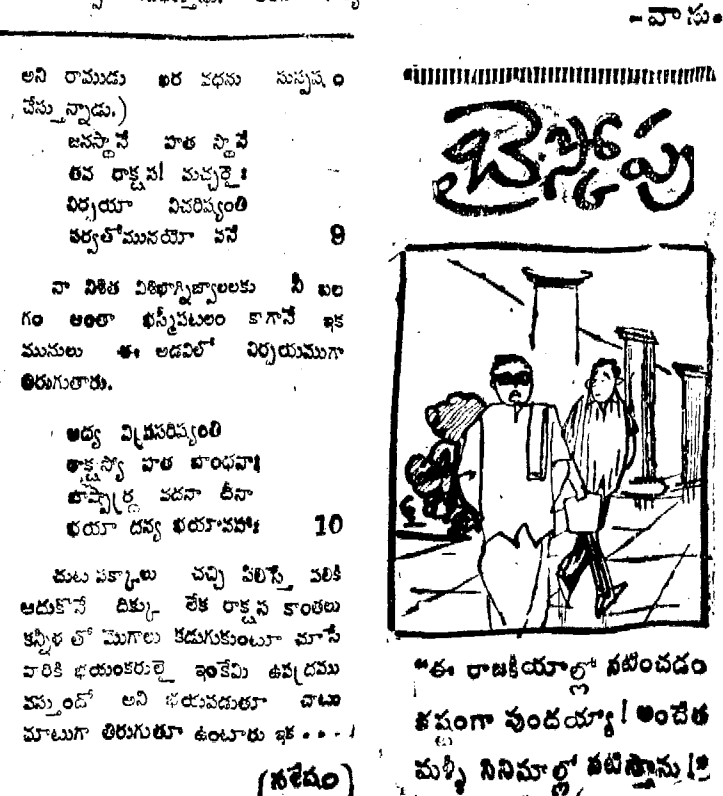 అని రాముడు ఖర వధను సుస్పష్టం
చేస్తున్నాడు.)
జనస్థానే హత స్థానే
తవ రాక్షస! మచ్ఛరైః
నిర్భయా విచరిష్యంతి
సర్వతోమునయో వనే 9
నా నిశిత విశిఖాగ్నిజ్వాలలకు నీ బల
గం అంతా భస్మీపటలం కాగానే ఇక
మునులు ఈ అడవిలో నిర్భయముగా
తిరుగుతారు.
అద్య విప్రసరిష్యంతి
రాక్షస్యో హత బాంధవాః
బాష్పార్ద్ర వదనా దీనా
భయా దన్య భయావహాః 10
చుట్టపక్కాలు చచ్చి పిలిస్తే పలికి
ఆదుకొనే దిక్కు లేక రాక్షస కాంతలు
కన్నీళ తో మొగాలు కడుగుకుంటూ చూసే
వారికి భయంకరులై ఇంకేమి ఉపద్రము
వస్తుందో అని భయపడుతూ చాటు
మాటుగా తిరుగుతూ ఉంటారు ఇక....!
(సశేషం)
-వాసు-
బైస్కోపు
"ఈ రాజకీయాల్లో నటించడం
కష్టంగా వుందయ్యా! అంచేత
మళ్ళీ సినిమాల్లో నటిస్తాను!"